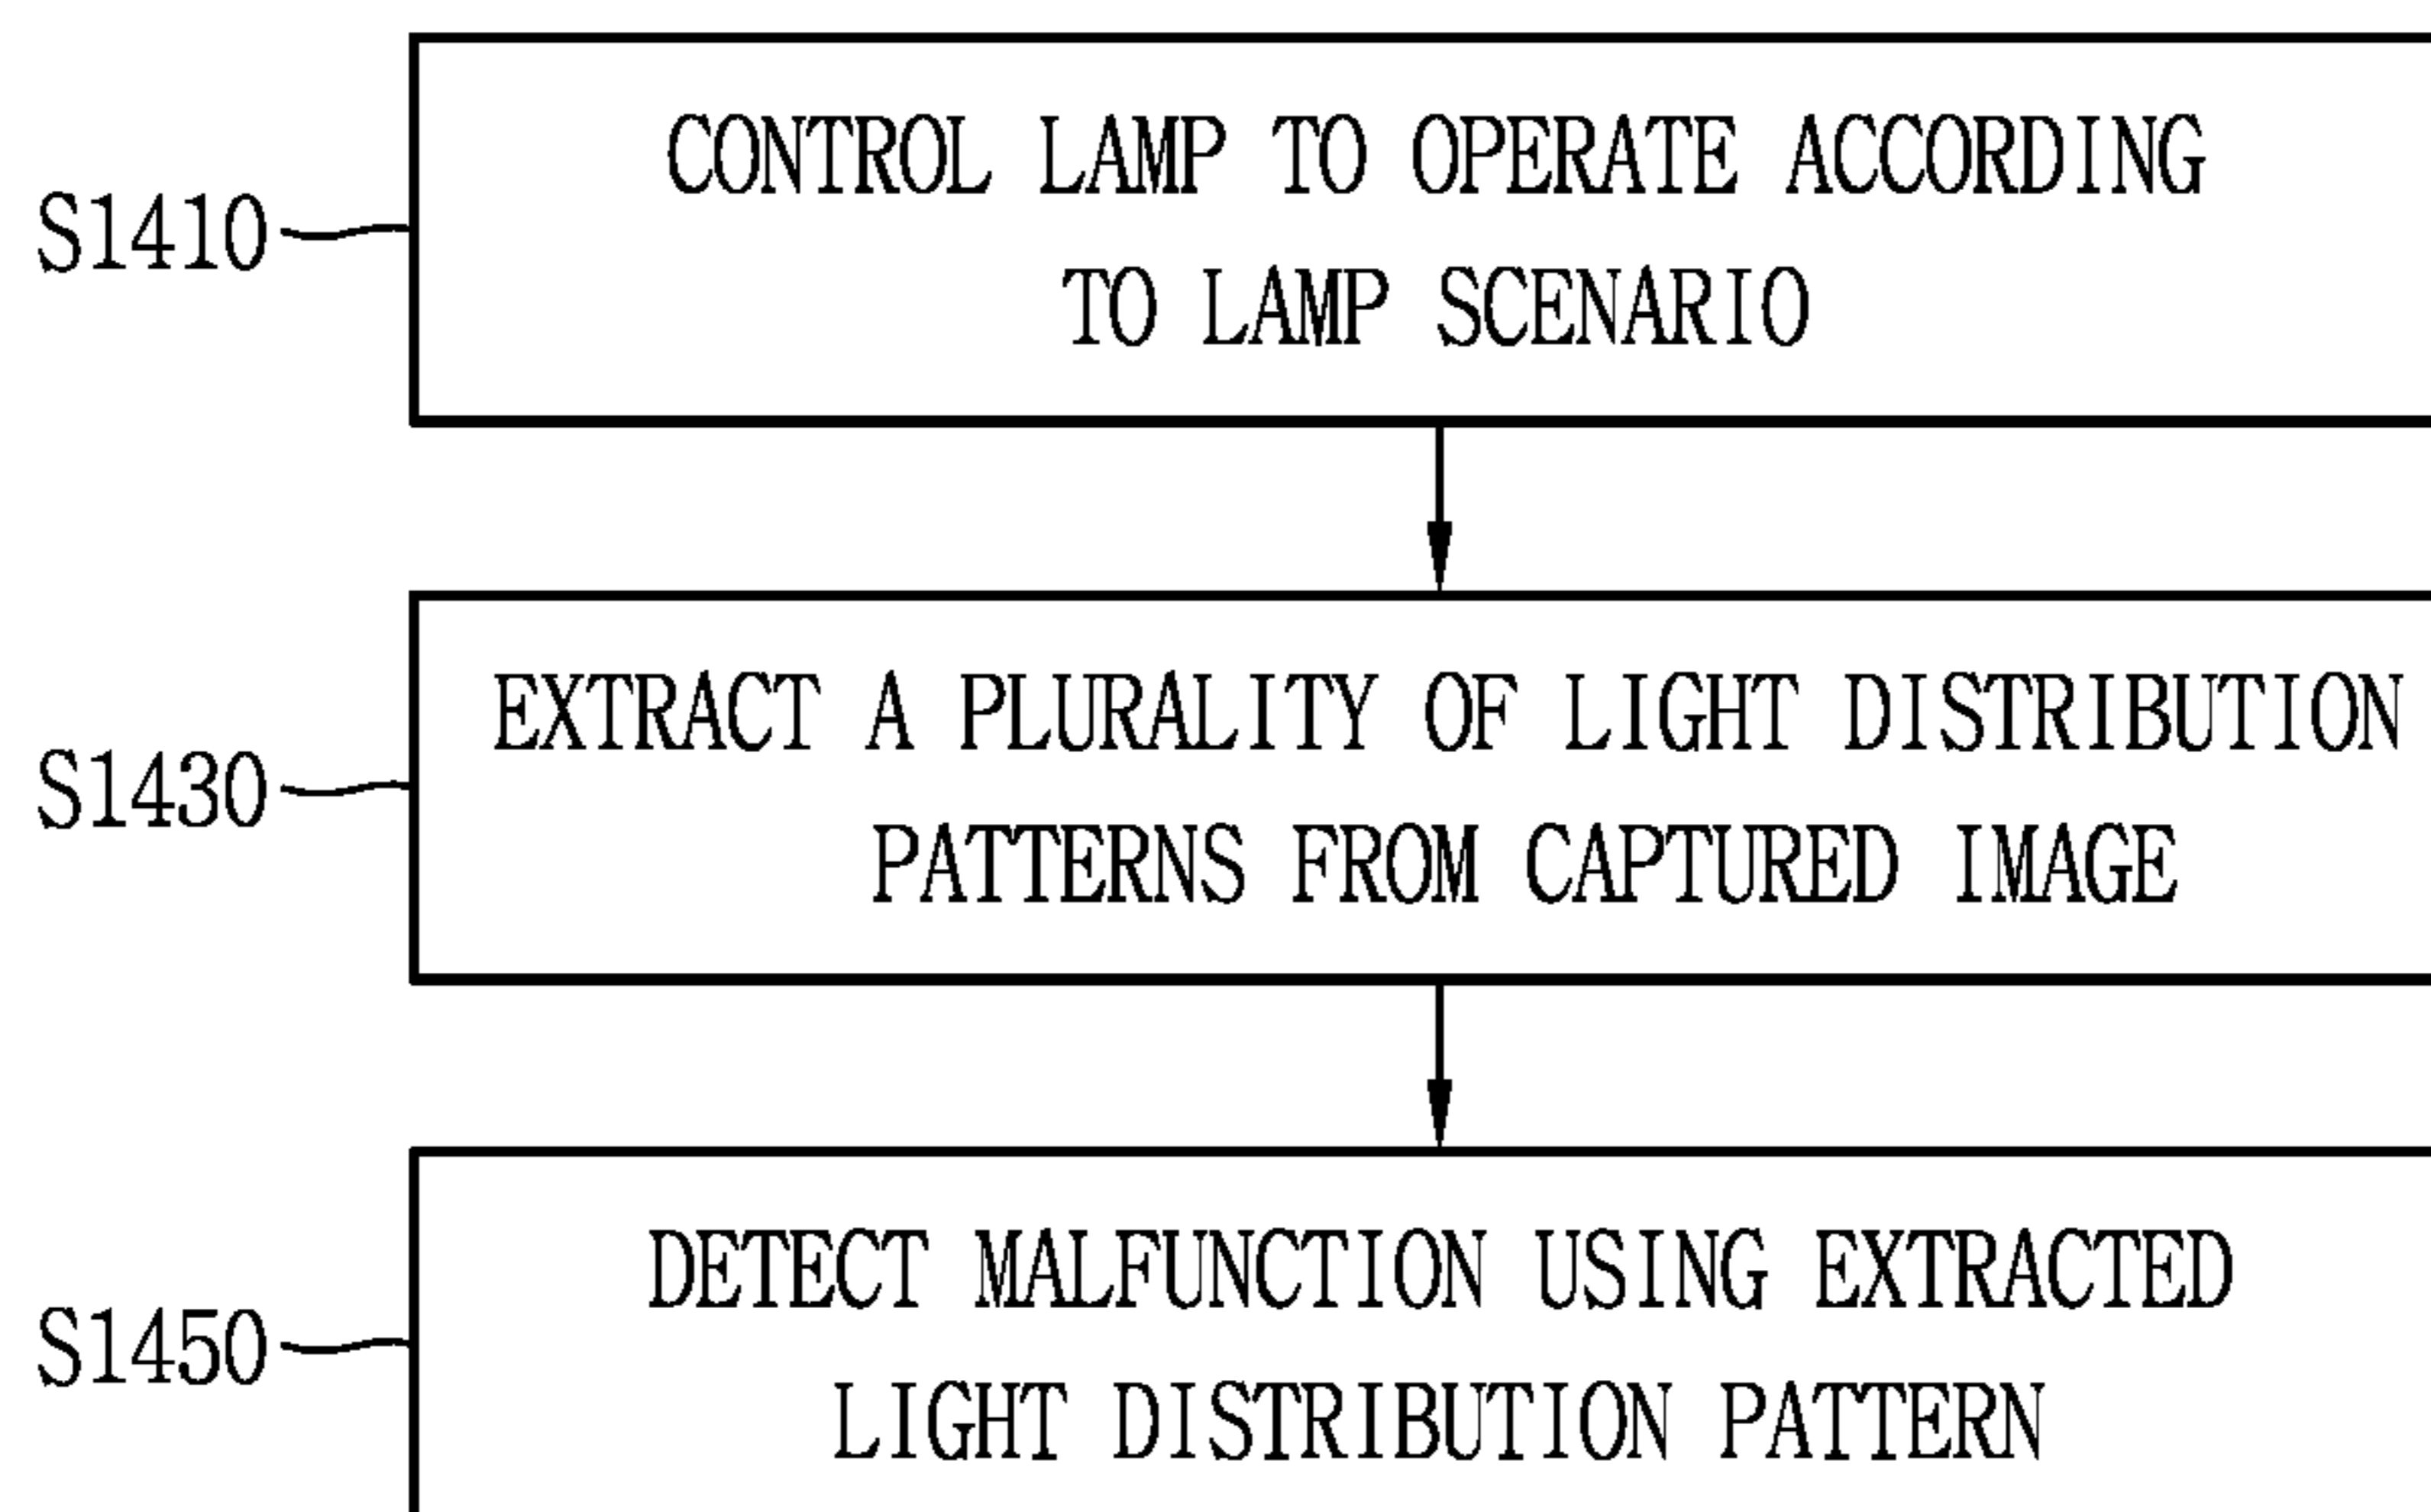 CONTROL LAMP TO OPERATE ACCORDING
S1410
TO LAMP SCENARIO
EXTRACT A PLURALITY OF LIGHT DISTRIBUTION
S1430
PATTERNS FROM CAPTURED IMAGE
DETECT MALFUNCTION USING EXTRACTED
S1450
LIGHT DISTRIBUTION PATTERN